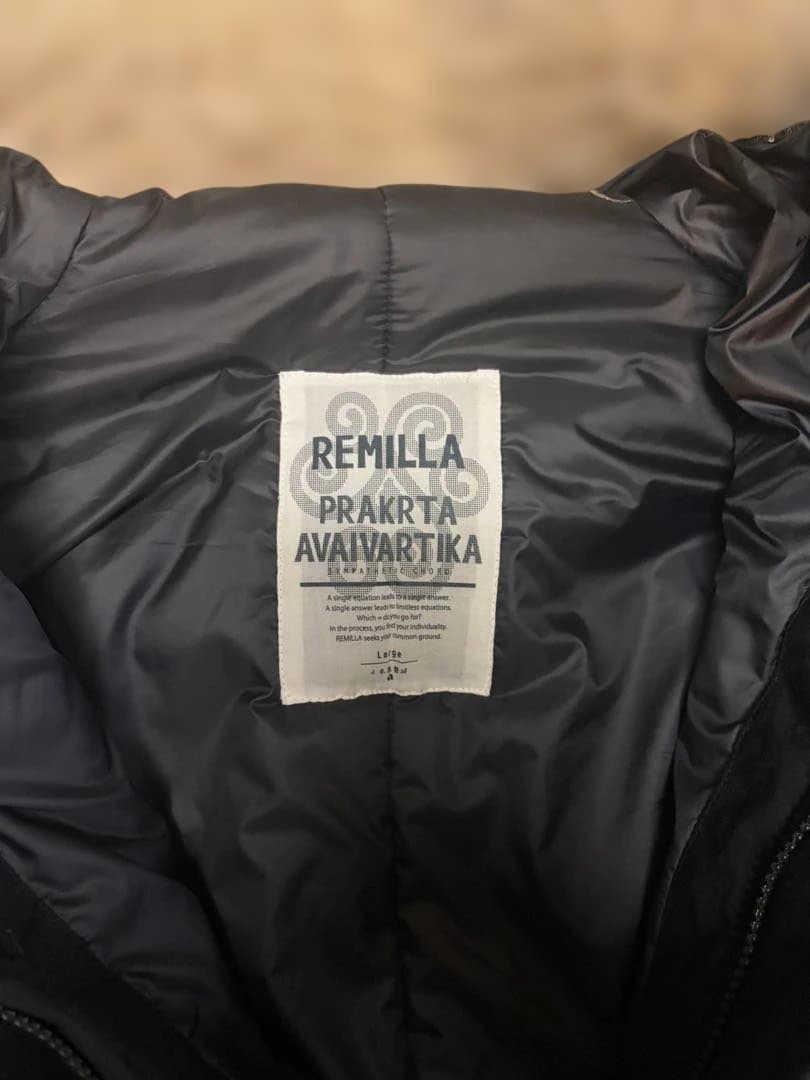 REMILLA
PRAKRTA
AVAIVARTIKA
SYMPATHETIC CHORD
A single equation leads to a single answer.
A single answer leads to limitless equations.
Which = do you go for?
In the process, you find your individuality.
REMILLA seeks your common ground.
Large
a